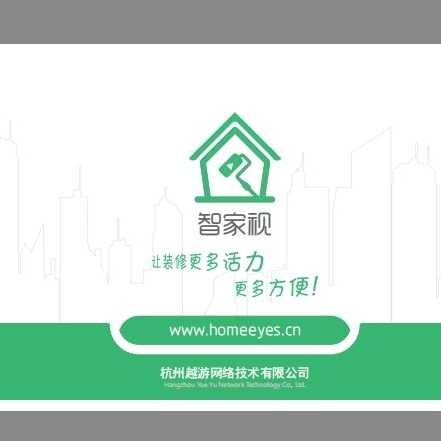 智家视
让装修更多活力
更多方便!
www.homeeyes.cn
杭州越游网络技术有限公司
Hangzhou Yue Yu Network Technology Co., Ltd.